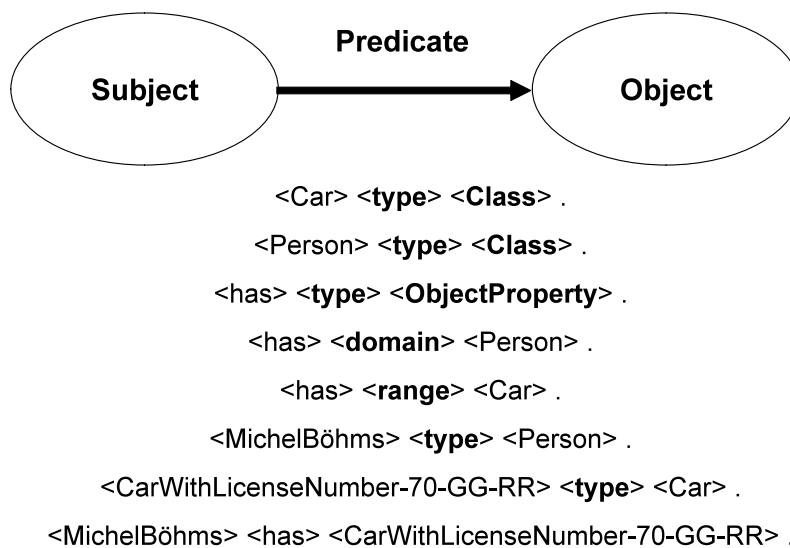 Predicate
Subject Object
<Car> <type> <Class> .
<Person> <type> <Class> .
<has> <type> <ObjectProperty> .
<has> <domain> <Person> .
<has> <range> <Car> .
<MichelBöhms> <type> <Person> .
<CarWithLicenseNumber-70-GG-RR> <type> <Car> .
<MichelBöhms> <has> <CarWithLicenseNumber-70-GG-RR> .